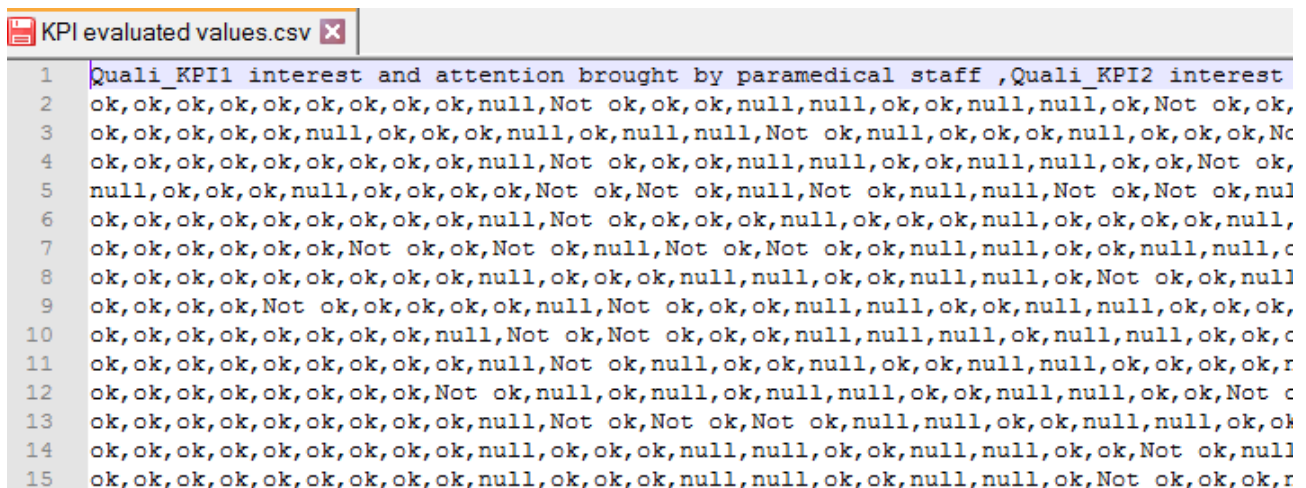 KPI evaluated values.csv
1 Quali_KPI1 interest and attention brought by paramedical staff ,Quali_KPI2 interest
2 ok,ok,ok,ok,ok,ok,ok,ok,ok,null,Not ok,ok,ok,null,null,ok,ok,null,null,ok,Not ok,ok,
3 ok,ok,ok,ok,ok,null,ok,ok,ok,null,ok,null,null,Not ok,null,ok,ok,ok,null,ok,ok,ok,No
4 ok,ok,ok,ok,ok,ok,ok,ok,ok,null,Not ok,ok,ok,null,null,ok,ok,null,null,ok,ok,Not ok,
5 null,ok,ok,ok,null,ok,ok,ok,ok,Not ok,Not ok,null,Not ok,null,null,Not ok,Not ok,nul
6 ok,ok,ok,ok,ok,ok,ok,ok,ok,null,Not ok,ok,ok,ok,null,ok,ok,ok,null,ok,ok,ok,ok,null,
7 ok,ok,ok,ok,ok,ok,Not ok,ok,Not ok,null,Not ok,Not ok,ok,null,null,ok,ok,null,null,o
8 ok,ok,ok,ok,ok,ok,ok,ok,ok,null,ok,ok,ok,null,null,ok,ok,null,null,ok,Not ok,ok,null
9 ok,ok,ok,ok,Not ok,ok,ok,ok,ok,null,Not ok,ok,ok,null,null,ok,ok,null,null,ok,ok,ok,
10 ok,ok,ok,ok,ok,ok,ok,ok,null,Not ok,Not ok,ok,ok,null,null,null,ok,null,null,ok,ok,o
11 ok,ok,ok,ok,ok,ok,ok,ok,ok,null,Not ok,null,ok,ok,null,ok,ok,null,null,ok,ok,ok,ok,n
12 ok,ok,ok,ok,ok,ok,ok,ok,Not ok,null,ok,null,ok,null,null,ok,ok,null,null,ok,ok,Not o
13 ok,ok,ok,ok,ok,ok,ok,ok,ok,null,Not ok,Not ok,Not ok,null,null,ok,ok,null,null,ok,ok
14 ok,ok,ok,ok,ok,ok,ok,ok,ok,null,ok,ok,ok,null,null,ok,ok,null,null,ok,ok,Not ok,null
15 ok,ok,ok,ok,ok,ok,ok,ok,ok,null,ok,ok,ok,null,null,ok,ok,null,null,ok,Not ok,ok,ok,n